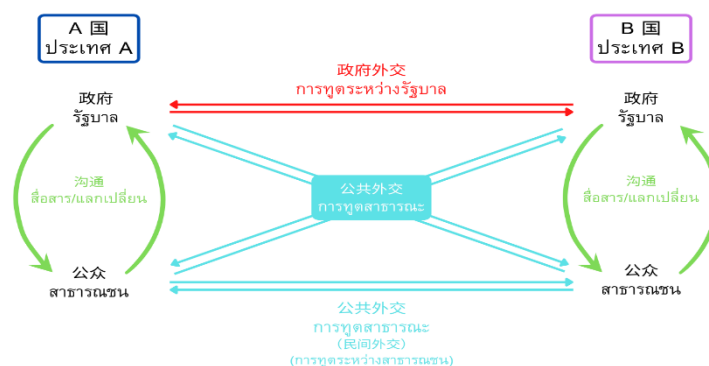 A 国
ประเทศ A
B 国
ประเทศ B
政府外交
การทูตระหว่างรัฐบาล
政府
รัฐบาล
政府
รัฐบาล
沟通
สื่อสาร/แลกเปลี่ยน
公共外交
การทูตสาธารณะ
沟通
สื่อสาร/แลกเปลี่ยน
公众
สาธารณชน
公众
สาธารณชน
公共外交
การทูตสาธารณะ
(民间外交)
(การทูตระหว่างสาธารณชน)